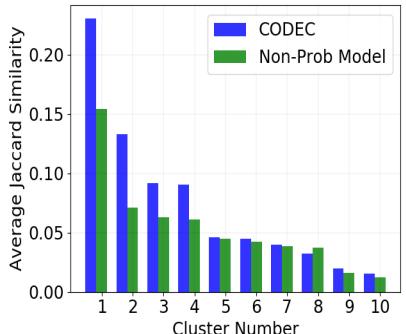 Average Jaccard Similarity
0.20
0.15
0.10
0.05
0.00
CODEC
Non-Prob Model
1 2 3 4 5 6 7 8 9 10
Cluster Number